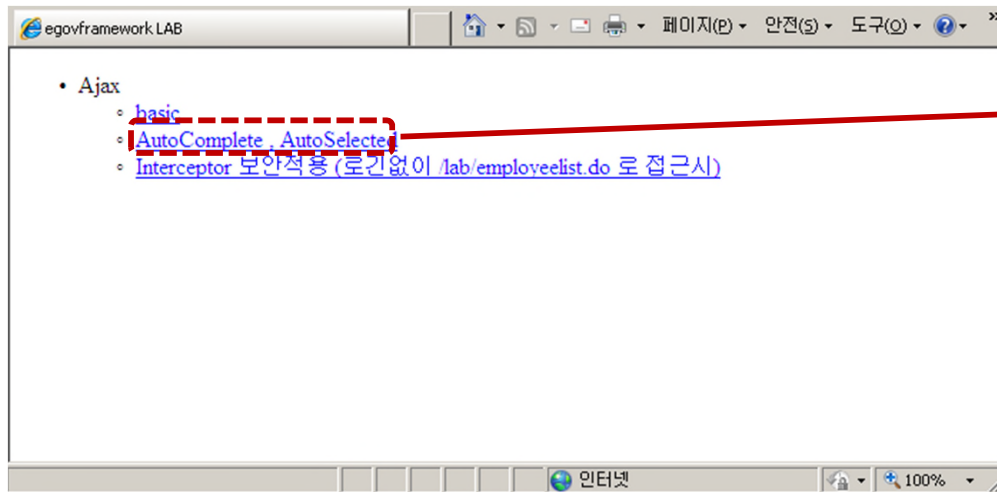 egovframework LAB
페이지(P) 안전(S) 도구(O)
Ajax
basic
AutoComplete , AutoSelected
Interceptor 보안적용 (로긴없이 /lab/employeelist.do 로 접근시)
인터넷 100%